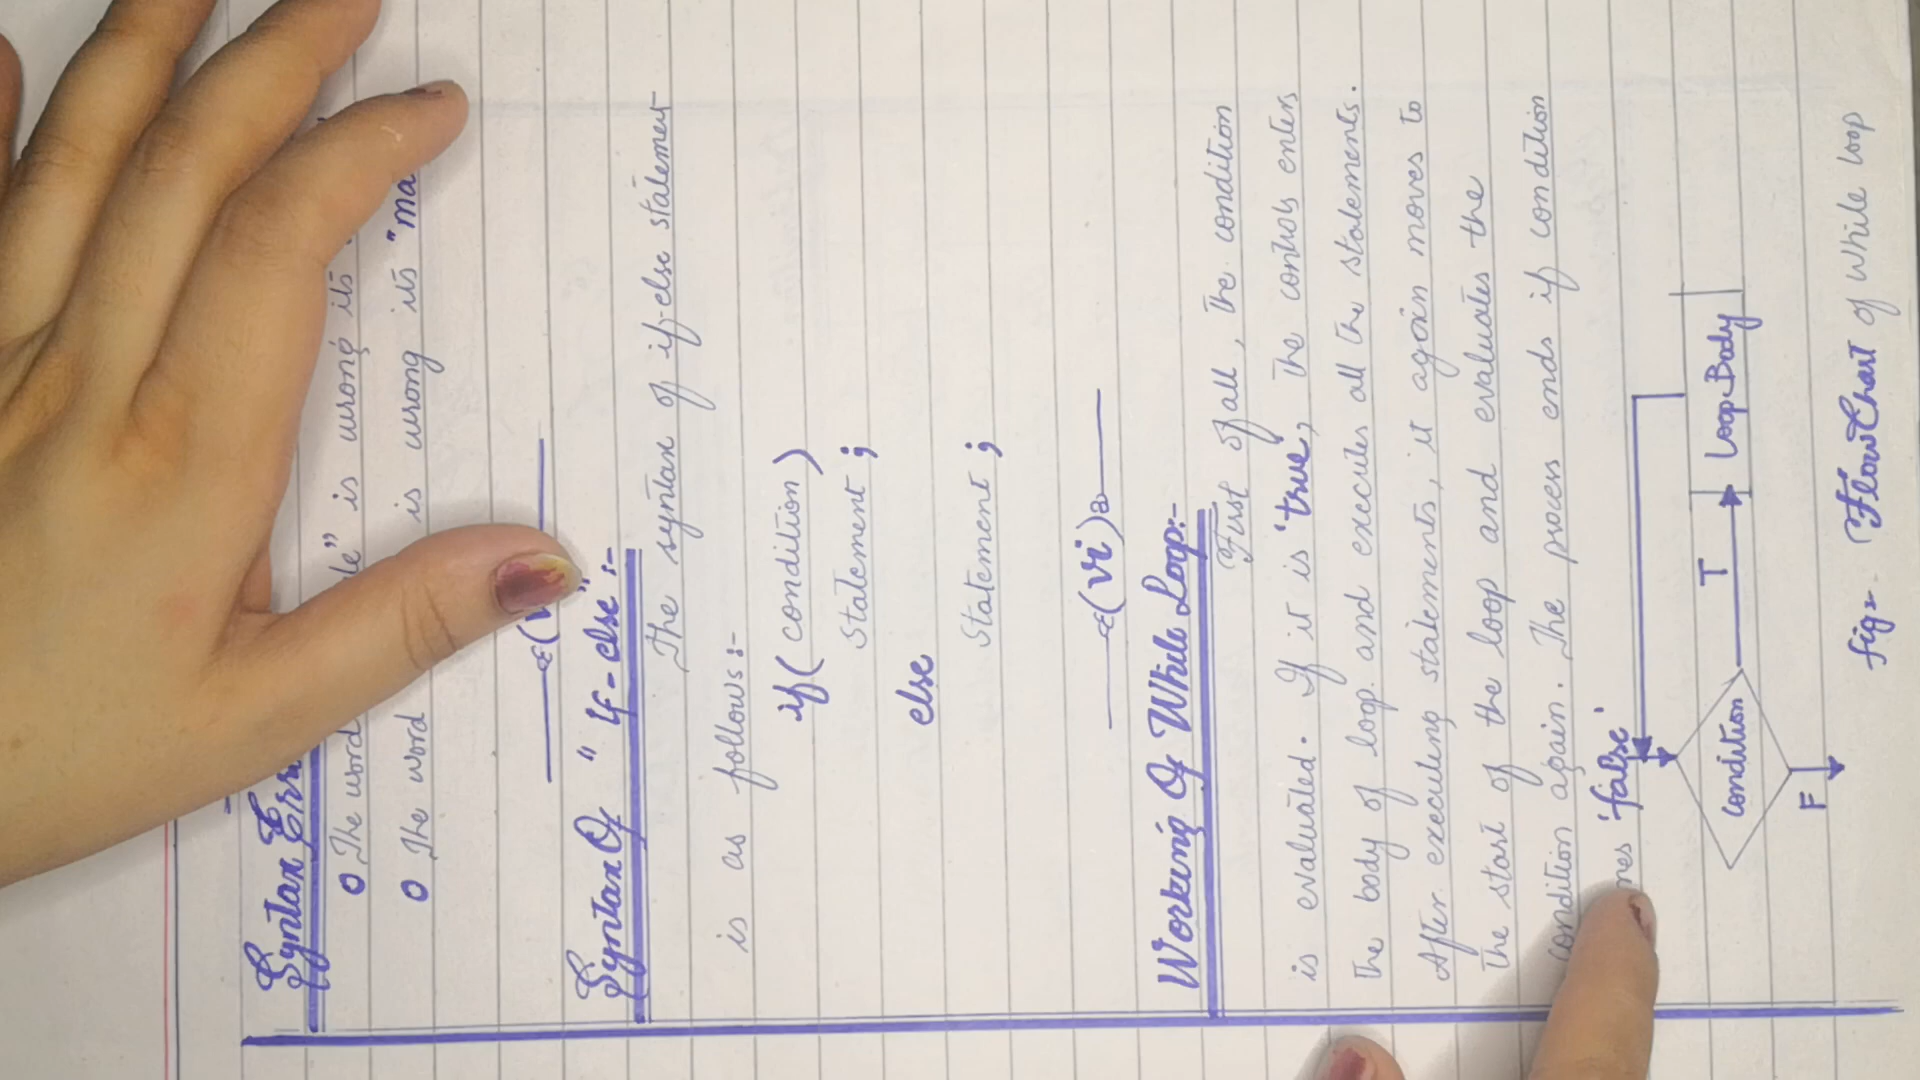 Syntax Err
o The word le" is wrong its
o The word is wrong its "ma
Syntax Of "if-else":-
The syntax of if-else statement
is as follows:-
if(condition)
statement;
else
statement;
(vi)
Working Of While Loop:-
First of all, the condition
is evaluated. If it is 'true', the controls enters
the body of loop and executes all the statements.
After executing statements, it again moves to
the start of the loop and evaluates the
condition again. The process ends if condition
mes 'false'
condition
T
Loop Body
F
fig:- FlowChart of While loop